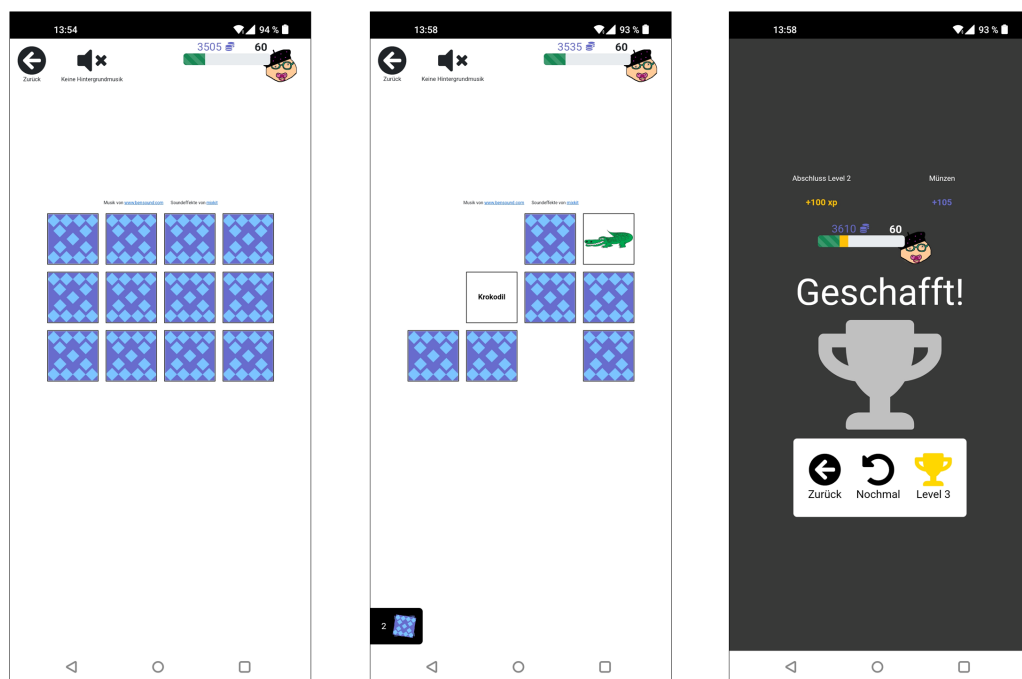 13:54 94 %
3505 60
Zurück Keine Hintergrundmusik
Musik von www.bensound.com Soundeffekte von mixkit
13:58 93 %
3535 60
Zurück Keine Hintergrundmusik
Musik von www.bensound.com Soundeffekte von mixkit
Krokodil
2
13:58 93 %
Abschluss Level 2 Münzen
+100 xp +105
3610 60
Geschafft!
Zurück Nochmal Level 3